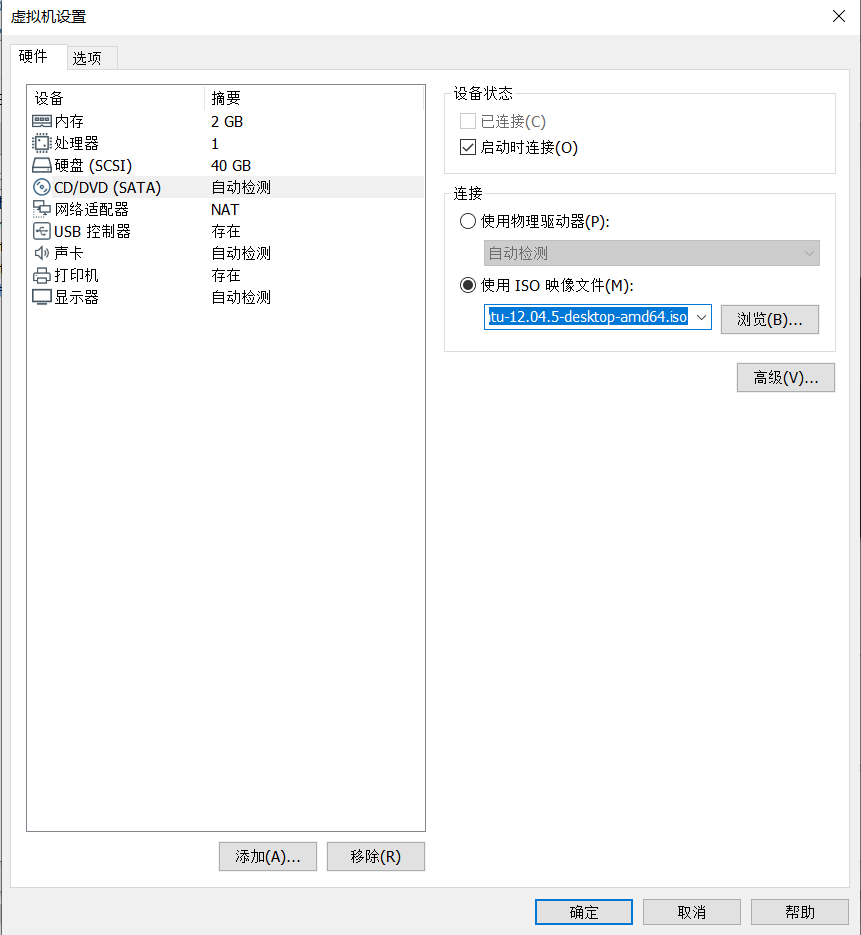 虚拟机设置
硬件 选项
设备 摘要
内存 2 GB
处理器 1
硬盘 (SCSI) 40 GB
CD/DVD (SATA) 自动检测
网络适配器 NAT
USB 控制器 存在
声卡 自动检测
打印机 存在
显示器 自动检测
添加(A)... 移除(R)
设备状态
已连接(C)
启动时连接(O)
连接
使用物理驱动器(P):
自动检测
使用 ISO 映像文件(M):
tu-12.04.5-desktop-amd64.iso 浏览(B)...
高级(V)...
确定 取消 帮助